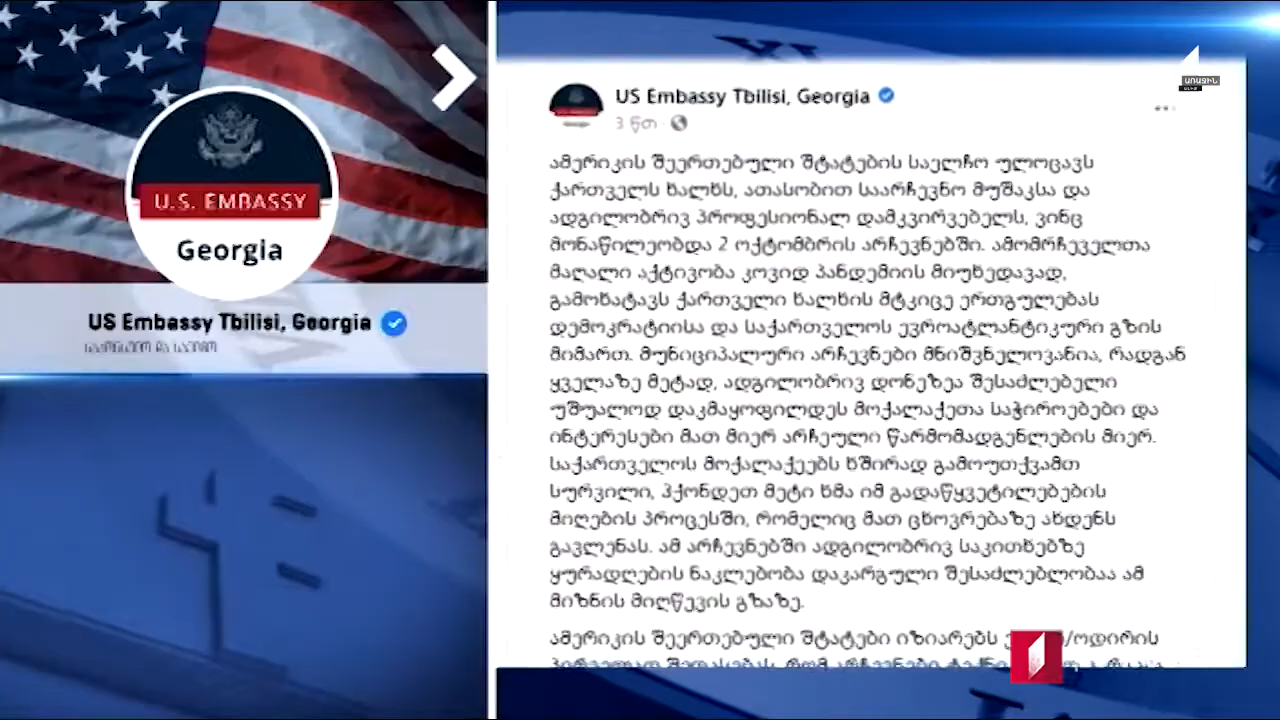 U.S. EMBASSY
Georgia
US Embassy Tbilisi, Georgia
US Embassy Tbilisi, Georgia
3 წთ
ამერიკის შეერთებული შტატების საელჩო ულოცავს
ქართველს ხალხს, ათასობით საარჩევნო მუშაკსა და
ადგილობრივ პროფესიონალ დამკვირვებელს, ვინც
მონაწილეობდა 2 ოქტომბრის არჩევნებში. ამომრჩეველთა
მაღალი აქტივობა კოვიდ პანდემიის მიუხედავად,
გამოხატავს ქართველი ხალხის მტკიცე ერთგულებას
დემოკრატიისა და საქართველოს ევროატლანტიკური გზის
მიმართ. მუნიციპალური არჩევნები მნიშვნელოვანია, რადგან
ყველაზე მეტად, ადგილობრივ დონეზეა შესაძლებელი
უშუალოდ დაკმაყოფილდეს მოქალაქეთა საჭიროებები და
ინტერესები მათ მიერ არჩეული წარმომადგენლების მიერ.
საქართველოს მოქალაქეებს ხშირად გამოუთქვამთ
სურვილი, ჰქონდეთ მეტი ხმა იმ გადაწყვეტილებების
მიღების პროცესში, რომელიც მათ ცხოვრებაზე ახდენს
გავლენას. ამ არჩევნებში ადგილობრივ საკითხებზე
ყურადღების ნაკლებობა დაკარგული შესაძლებლობაა ამ
მიზნის მიღწევის გზაზე.
ამერიკის შეერთებული შტატები იზიარებს /ოდირის
ԱՌԱՋԻՆ